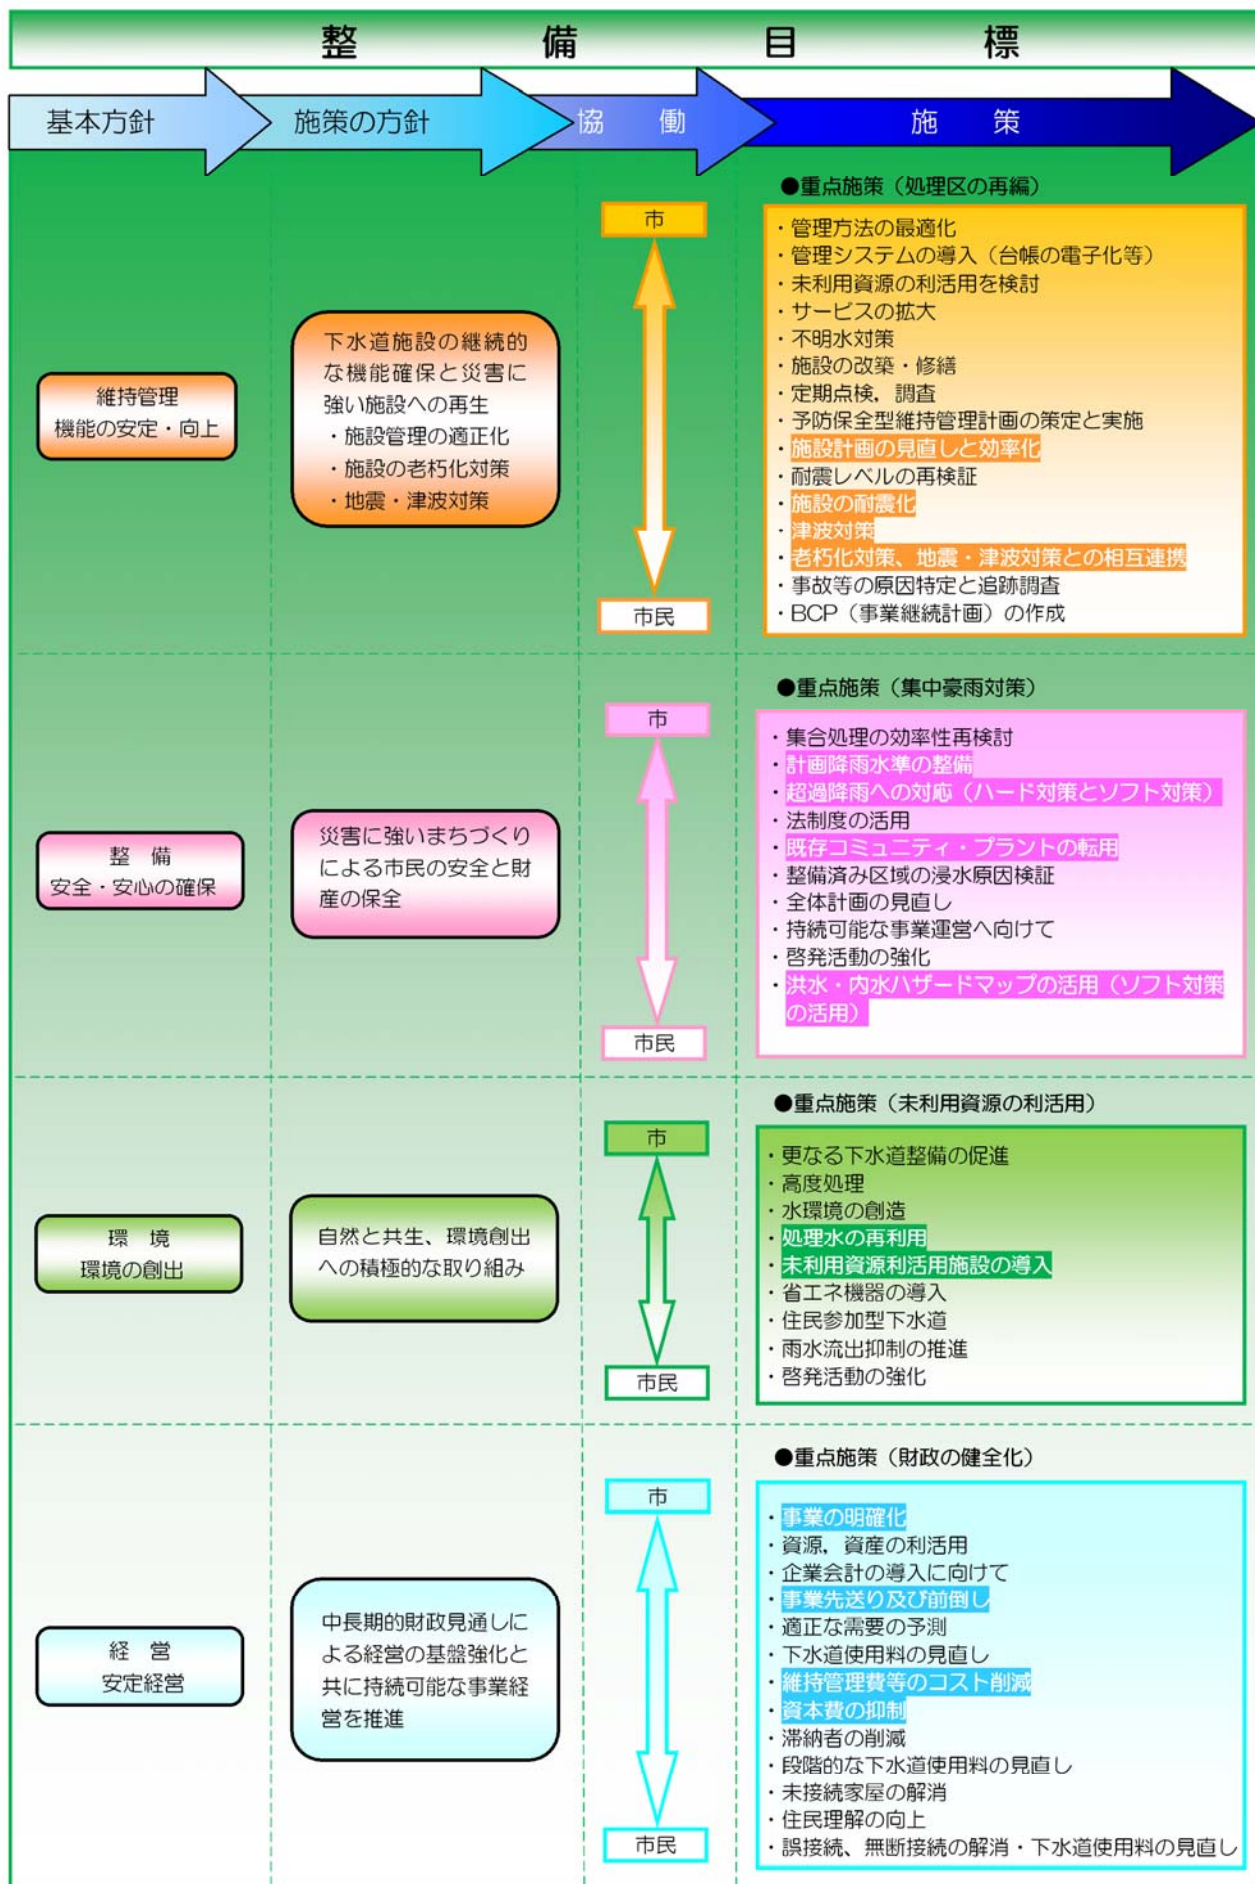 整備目標
基本方針
施策の方針
協働
施策
維持管理
機能の安定・向上
下水道施設の継続的
な機能確保と災害に
強い施設への再生
・施設管理の適正化
・施設の老朽化対策
・地震・津波対策
市
市民
●重点施策（処理区の再編）
・管理方法の最適化
・管理システムの導入（台帳の電子化等）
・未利用資源の利活用を検討
・サービスの拡大
・不明水対策
・施設の改築・修繕
・定期点検，調査
・予防保全型維持管理計画の策定と実施
・施設計画の見直しと効率化
・耐震レベルの再検証
・施設の耐震化
・津波対策
・老朽化対策、地震・津波対策との相互連携
・事故等の原因特定と追跡調査
・BCP（事業継続計画）の作成
整備
安全・安心の確保
災害に強いまちづくり
による市民の安全と財
産の保全
市
市民
●重点施策（集中豪雨対策）
・集合処理の効率性再検討
・計画降雨水準の整備
・超過降雨への対応（ハード対策とソフト対策）
・法制度の活用
・既存コミュニティ・プラントの転用
・整備済み区域の浸水原因検証
・全体計画の見直し
・持続可能な事業運営へ向けて
・啓発活動の強化
・洪水・内水ハザードマップの活用（ソフト対策
の活用）
環境
環境の創出
自然と共生、環境創出
への積極的な取り組み
市
市民
●重点施策（未利用資源の利活用）
・更なる下水道整備の促進
・高度処理
・水環境の創造
・処理水の再利用
・未利用資源利活用施設の導入
・省エネ機器の導入
・住民参加型下水道
・雨水流出抑制の推進
・啓発活動の強化
経営
安定経営
中長期的財政見通しに
よる経営の基盤強化と
共に持続可能な事業経
営を推進
市
市民
●重点施策（財政の健全化）
・事業の明確化
・資源，資産の利活用
・企業会計の導入に向けて
・事業先送り及び前倒し
・適正な需要の予測
・下水道使用料の見直し
・維持管理費等のコスト削減
・資本費の抑制
・滞納者の削減
・段階的な下水道使用料の見直し
・未接続家屋の解消
・住民理解の向上
・誤接続、無断接続の解消・下水道使用料の見直し